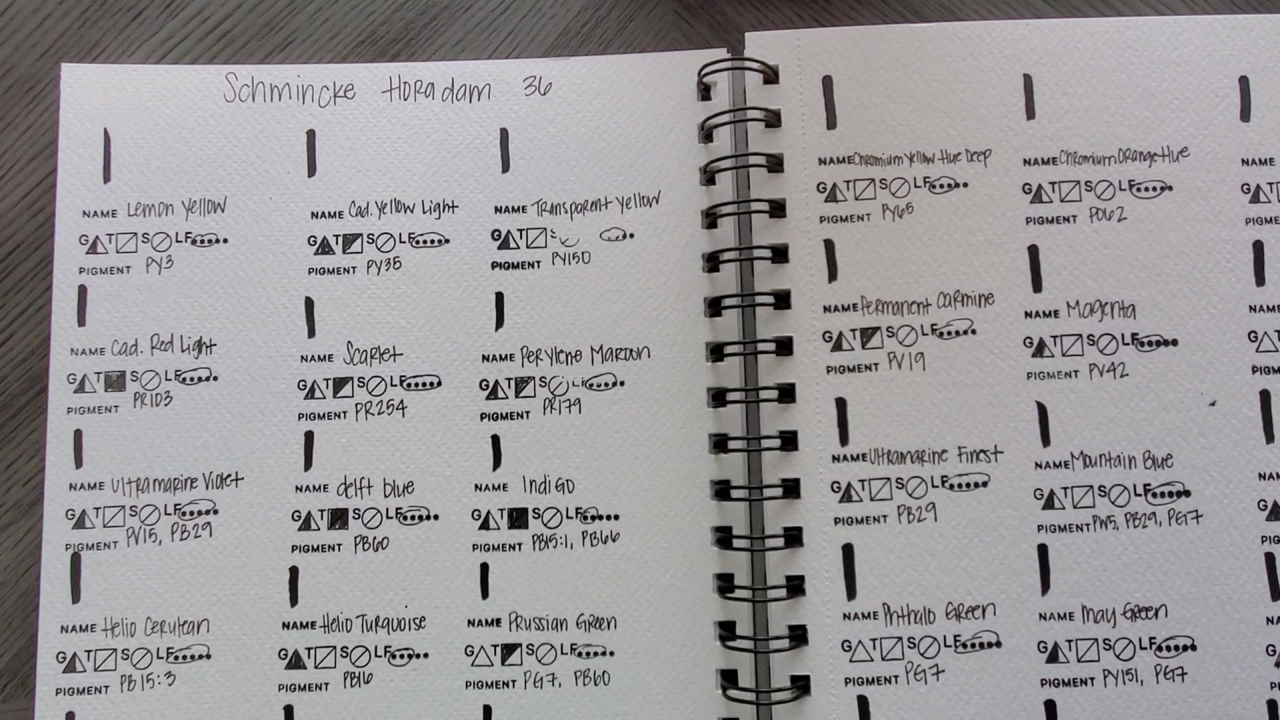 Schmincke Horadam 36
NAME Lemon Yellow
G T S LF
PIGMENT PY3
NAME Cad. Yellow Light
G T S LF
PIGMENT PY35
NAME Transparent Yellow
G T
PIGMENT PY150
NAME Cad. Red Light
G T S LF
PIGMENT PR103
NAME Scarlet
G T S LF
PIGMENT PR254
NAME Perylene Maroon
G T S
PIGMENT PR179
NAME Ultramarine Violet
G T S LF
PIGMENT PV15, PB29
NAME delft blue
G T S LF
PIGMENT PB60
NAME Indigo
G T S LF
PIGMENT PB15:1, PB66
NAME Helio Cerulean
G T S LF
PIGMENT PB15:3
NAME Helio Turquoise
G T S LF
PIGMENT PB16
NAME Prussian Green
G T S LF
PIGMENT PG7, PB60
NAME Chromium Yellow Hue Deep
G T S LF
PIGMENT PY65
NAME Chromium Orange Hue
G T S LF
PIGMENT PO62
NAME
G
PIGMENT
NAME Permanent Carmine
G T S LF
PIGMENT PV19
NAME Magenta
G T S LF
PIGMENT PV42
NAME Ultramarine Finest
G T S LF
PIGMENT PB29
NAME Mountain Blue
G T S LF
PIGMENT PW5, PB29, PG7
NAME Phthalo Green
G T S LF
PIGMENT PG7
NAME May Green
G T S LF
PIGMENT PY151, PG7